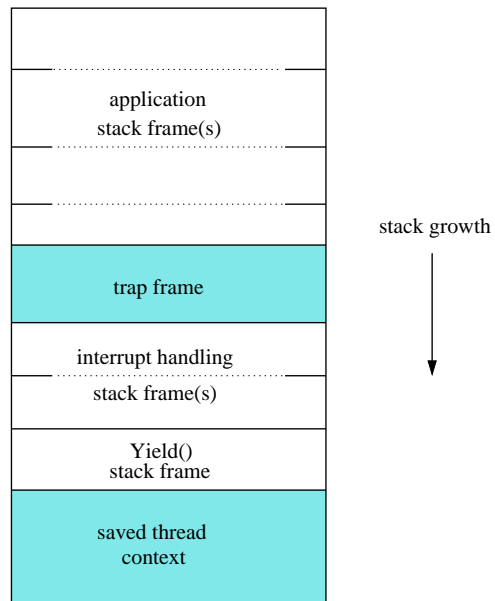 application
stack frame(s)
stack growth
trap frame
interrupt handling
stack frame(s)
Yield()
stack frame
saved thread
context